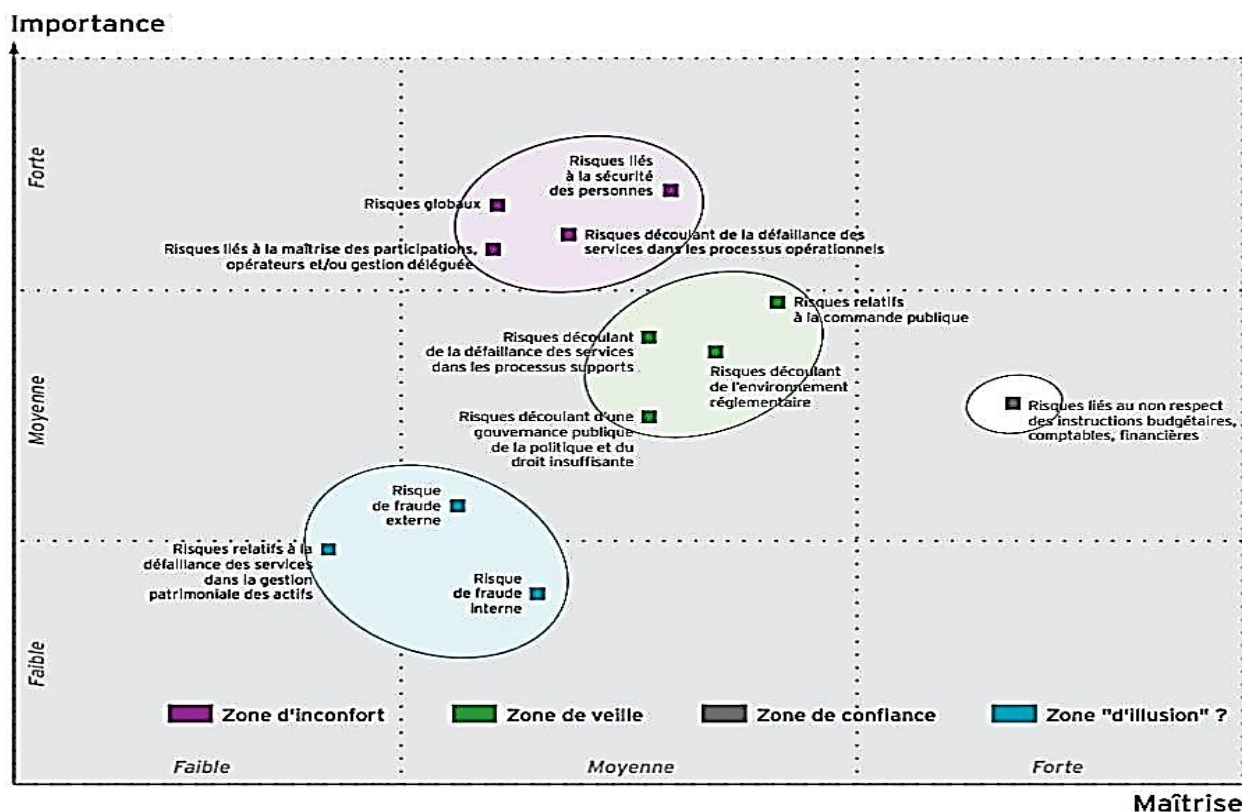 Importance
Forte
Risques liés
à la sécurité
des personnes
Risques globaux
Risques découlant de la défaillance des
services dans les processus opérationnels
Risques liés à la maîtrise des participations,
opérateurs et/ou gestion déléguée
Moyenne
Risques relatifs
à la commande publique
Risques découlant
de la défaillance des services
dans les processus supports
Risques découlant
de l'environnement
réglementaire
Risques découlant d'une
gouvernance publique
de la politique et du
droit insuffisante
Risques liés au non respect
des instructions budgétaires,
comptables, financières
Risque
de fraude
externe
Risques relatifs à la
défaillance des services
dans la gestion
patrimoniale des actifs
Risque
de fraude
interne
Faible
Zone d'inconfort
Zone de veille
Zone de confiance
Zone "d'illusion" ?
Faible
Moyenne
Forte
Maîtrise